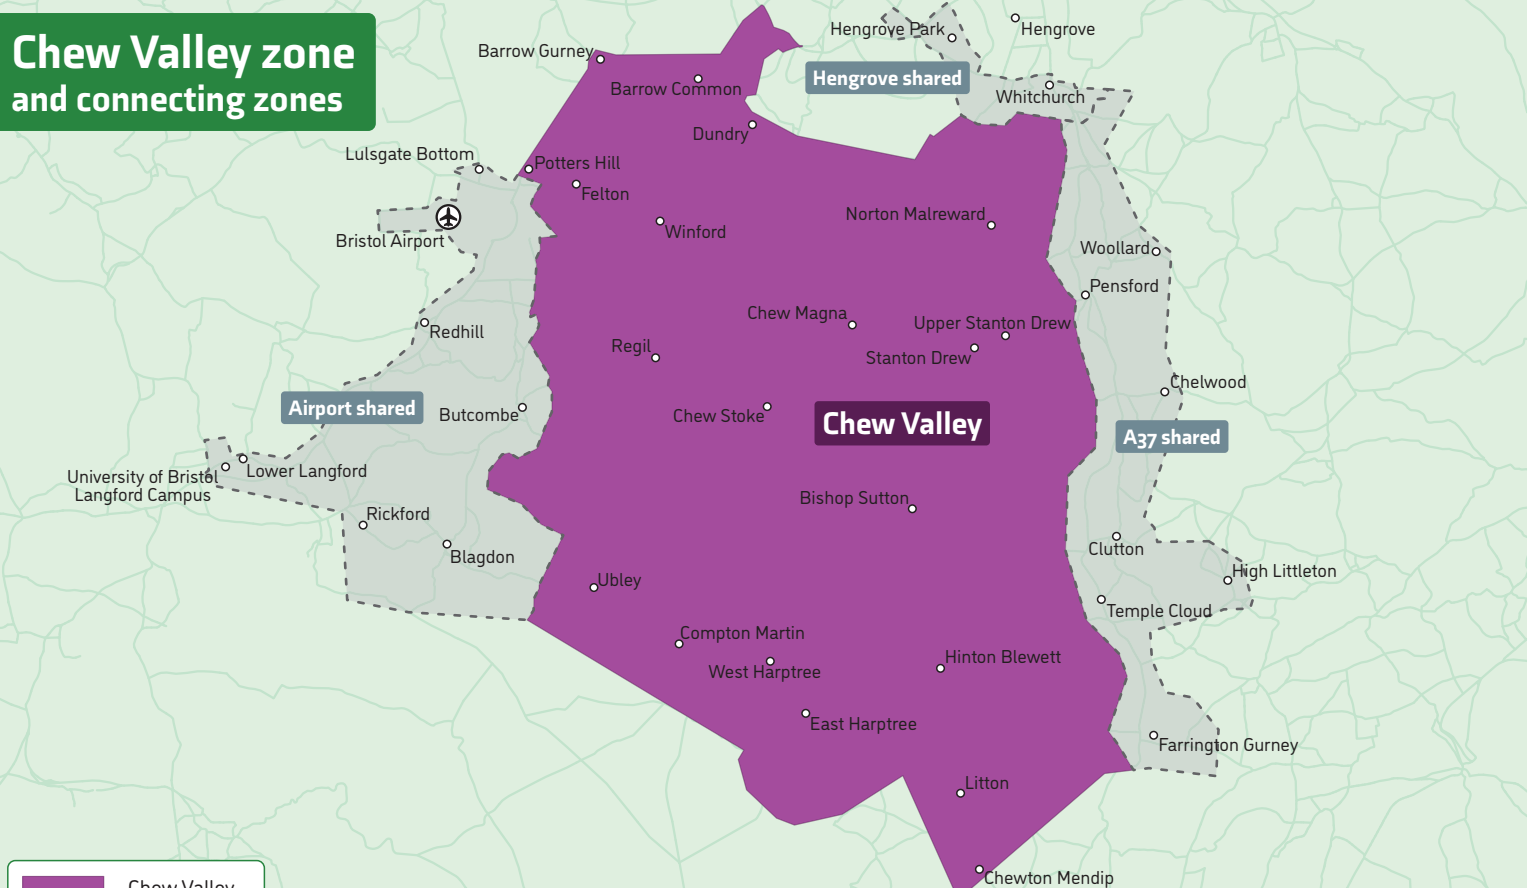 Chew Valley zone
and connecting zones
Hengrove Park
Hengrove
Barrow Gurney
Hengrove shared
Barrow Common
Whitchurch
Dundry
Lulsgate Bottom
Potters Hill
Felton
Norton Malreward
Winford
Bristol Airport
Woollard
Pensford
Chew Magna
Upper Stanton Drew
Redhill
Regil
Stanton Drew
Chelwood
Airport shared
Butcombe
Chew Stoke
Chew Valley
A37 shared
University of Bristol
Langford Campus
Lower Langford
Bishop Sutton
Rickford
Blagdon
Clutton
High Littleton
Ubley
Temple Cloud
Compton Martin
West Harptree
Hinton Blewett
East Harptree
Farrington Gurney
Litton
Chewton Mendip
Chew Valley